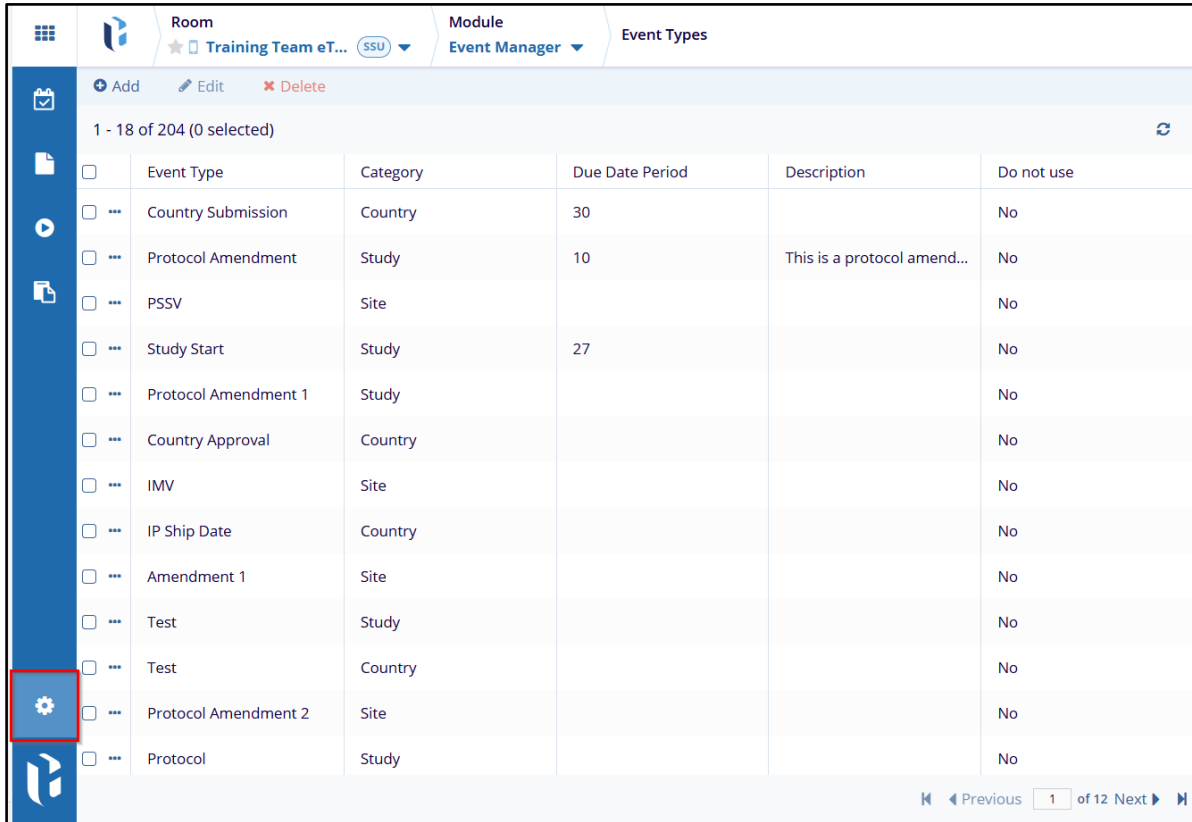 Room
Training Team eT... SSU
Module
Event Manager
Event Types
Add Edit Delete
1 - 18 of 204 (0 selected)
Event Type Category Due Date Period Description Do not use
Country Submission Country 30 No
Protocol Amendment Study 10 This is a protocol amend... No
PSSV Site No
Study Start Study 27 No
Protocol Amendment 1 Study No
Country Approval Country No
IMV Site No
IP Ship Date Country No
Amendment 1 Site No
Test Study No
Test Country No
Protocol Amendment 2 Site No
Protocol Study No
Previous 1 of 12 Next